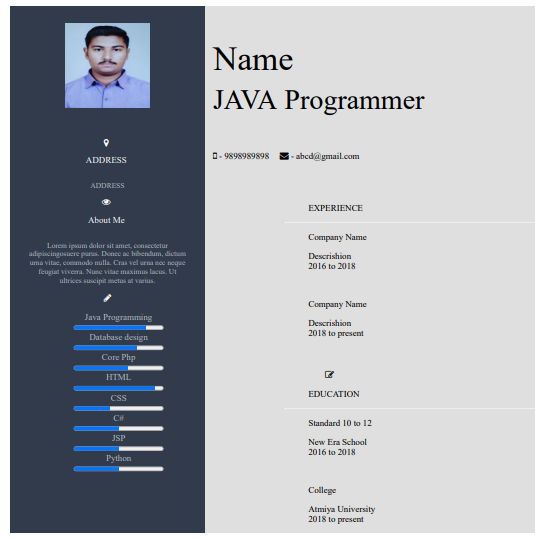 ADDRESS
ADDRESS
About Me
Lorem ipsum dolor sit amet, consectetur
adipiscingosuere purus. Donec ac bibendum, dictum
urna vitae, commodo nulla. Cras vel urna nec neque
feugiat viverra. Nunc vitae maximus lacus. Ut
ultrices suscipit metus at varius.
Java Programming
Database design
Core Php
HTML
CSS
C#
JSP
Python
Name
JAVA Programmer
- 9898989898 - abcd@gmail.com
EXPERIENCE
Company Name
Descrishion
2016 to 2018
Company Name
Descrishion
2018 to present
EDUCATION
Standard 10 to 12
New Era School
2016 to 2018
College
Atmiya University
2018 to present